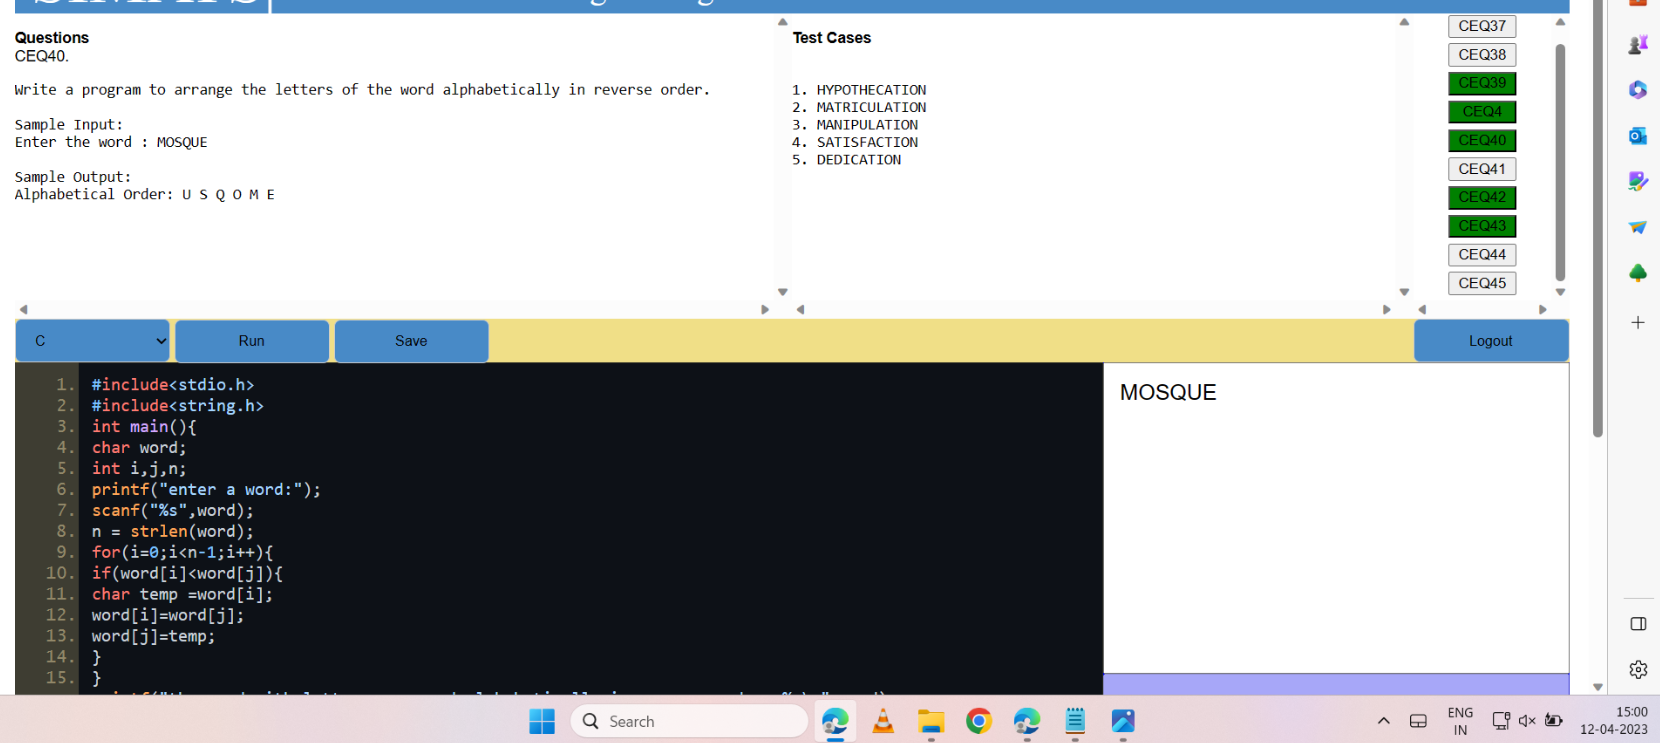 Questions
CEQ40.
Write a program to arrange the letters of the word alphabetically in reverse order.
Sample Input:
Enter the word : MOSQUE
Sample Output:
Alphabetical Order: U S Q O M E
Test Cases
1. HYPOTHECATION
2. MATRICULATION
3. MANIPULATION
4. SATISFACTION
5. DEDICATION
CEQ37
CEQ38
CEQ39
CEQ4
CEQ40
CEQ41
CEQ42
CEQ43
CEQ44
CEQ45
C
Run
Save
Logout
1. #include<stdio.h>
2. #include<string.h>
3. int main(){
4. char word;
5. int i,j,n;
6. printf("enter a word:");
7. scanf("%s",word);
8. n = strlen(word);
9. for(i=0;i<n-1;i++){
10. if(word[i]<word[j]){
11. char temp =word[i];
12. word[i]=word[j];
13. word[j]=temp;
14. }
15. }
MOSQUE
Search
ENG
IN
15:00
12-04-2023